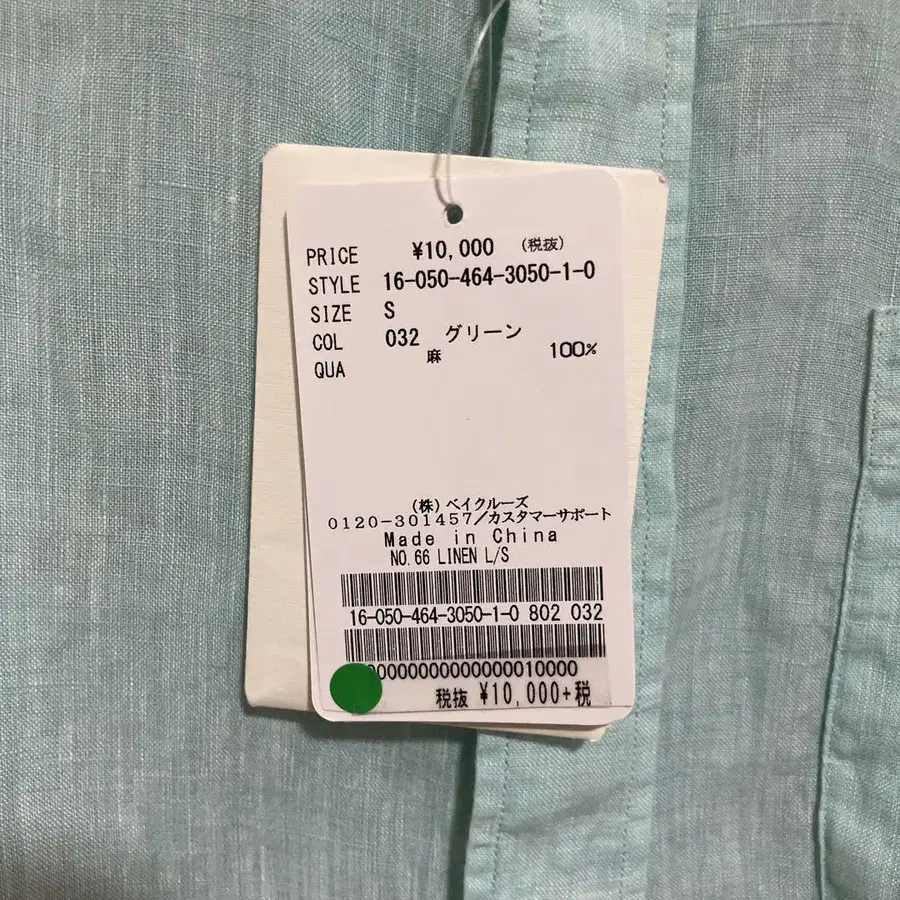 PRICE ¥10,000 (税抜)
STYLE 16-050-464-3050-1-0
SIZE S
COL 032 グリーン
QUA 麻 100%
(株)ベイクルーズ
0120-301457/カスタマーサポート
Made in China
NO.66 LINEN L/S
16-050-464-3050-1-0 802 032
税抜 ¥10,000+税